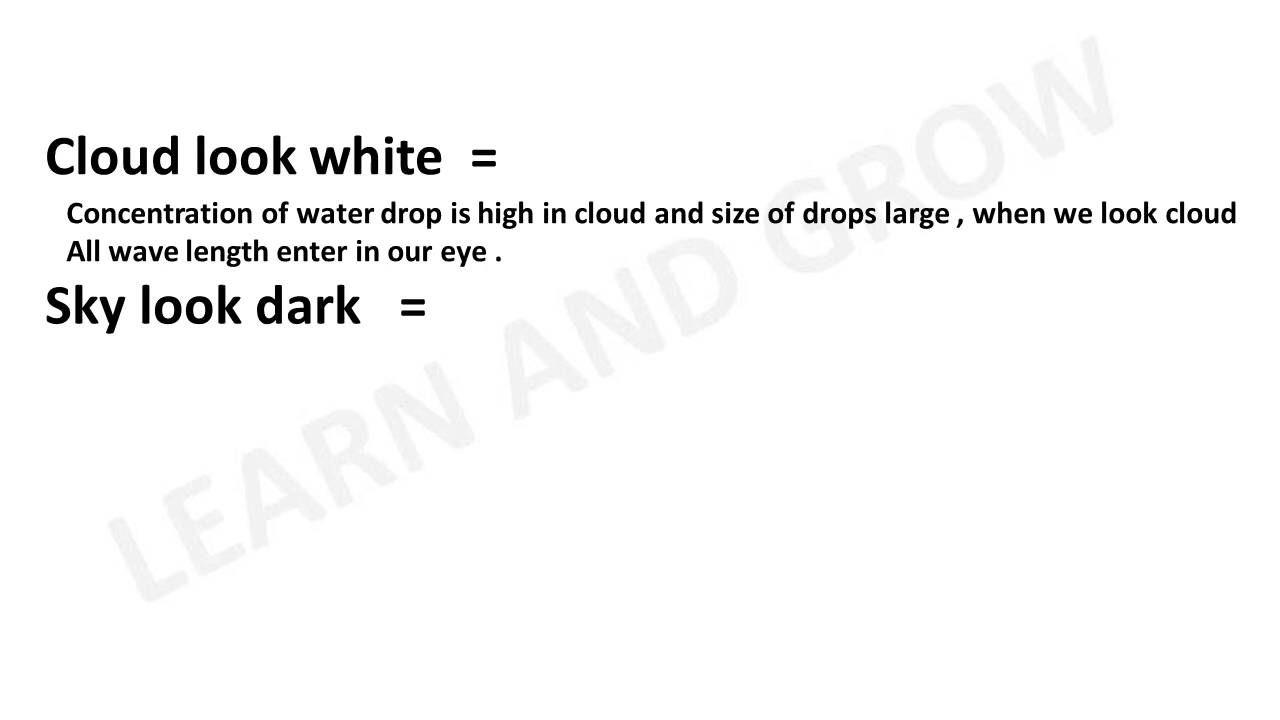 Cloud look white =
Concentration of water drop is high in cloud and size of drops large , when we look cloud
All wave length enter in our eye .
Sky look dark =
LEARN AND GROW